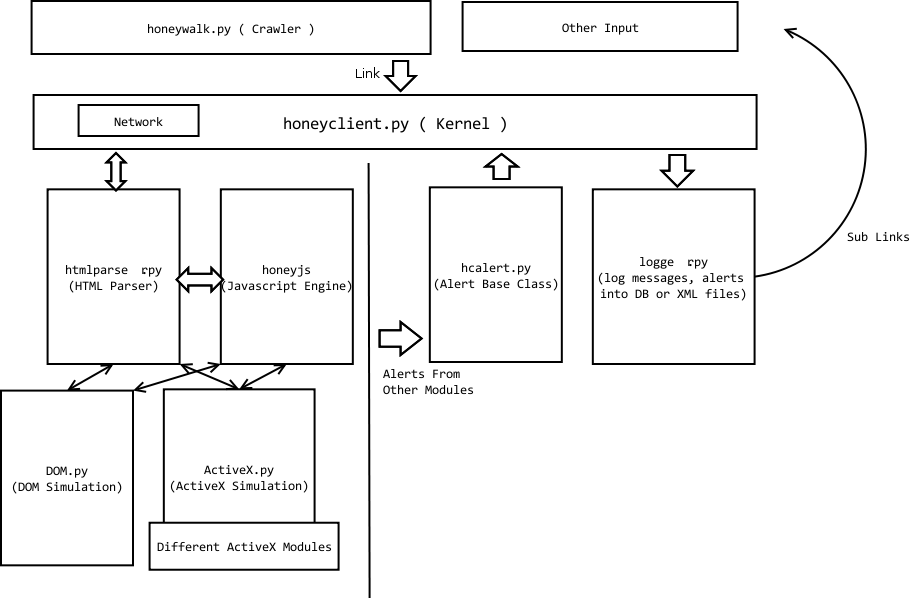 honeywalk.py ( Crawler )
Other Input
Link
Network
honeyclient.py ( Kernel )
Sub Links
htmlparse rpy
(HTML Parser)
honeyjs
(Javascript Engine)
hcalert.py
(Alert Base Class)
logge rpy
(log messages, alerts
into DB or XML files)
Alerts From
Other Modules
DOM.py
(DOM Simulation)
ActiveX.py
(ActiveX Simulation)
Different ActiveX Modules